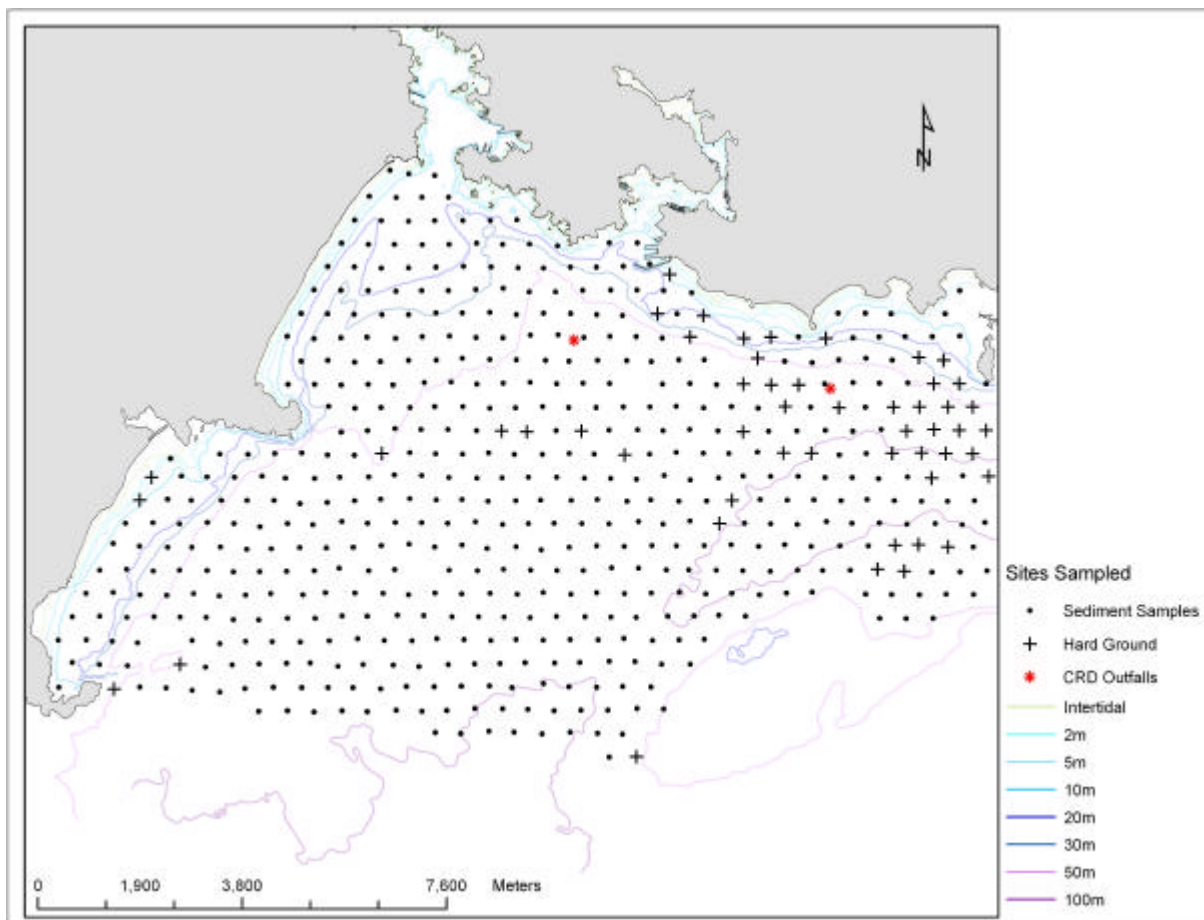 N
Sites Sampled
Sediment Samples
Hard Ground
CRD Outfalls
Intertidal
2m
5m
10m
20m
30m
50m
100m
0 1,900 3,800 7,600 Meters